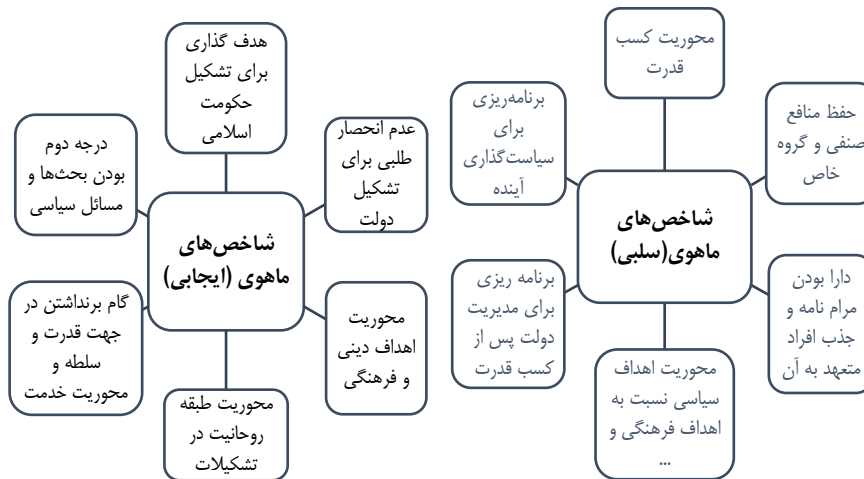 محوریت کسب
قدرت
حفظ منافع
صنفی و گروه
خاص
دارا بودن
مرام نامه و
جذب افراد
متعهد به آن
محوریت اهداف
سیاسی نسبت به
اهداف فرهنگی و
...
برنامه ریزی
برای مدیریت
دولت پس از
کسب قدرت
برنامه‌ریزی
برای
سیاست‌گذاری
آینده
شاخص‌های
ماهوی(سلبی)
هدف گذاری
برای تشکیل
حکومت
اسلامی
عدم انحصار
طلبی برای
تشکیل
دولت
محوریت
اهداف دینی
و فرهنگی
محوریت طبقه
روحانیت در
تشکیلات
گام برنداشتن در
جهت قدرت و
سلطه و
محوریت خدمت
درجه دوم
بودن بحث‌ها و
مسائل سیاسی
شاخص‌های
ماهوی (ایجابی)